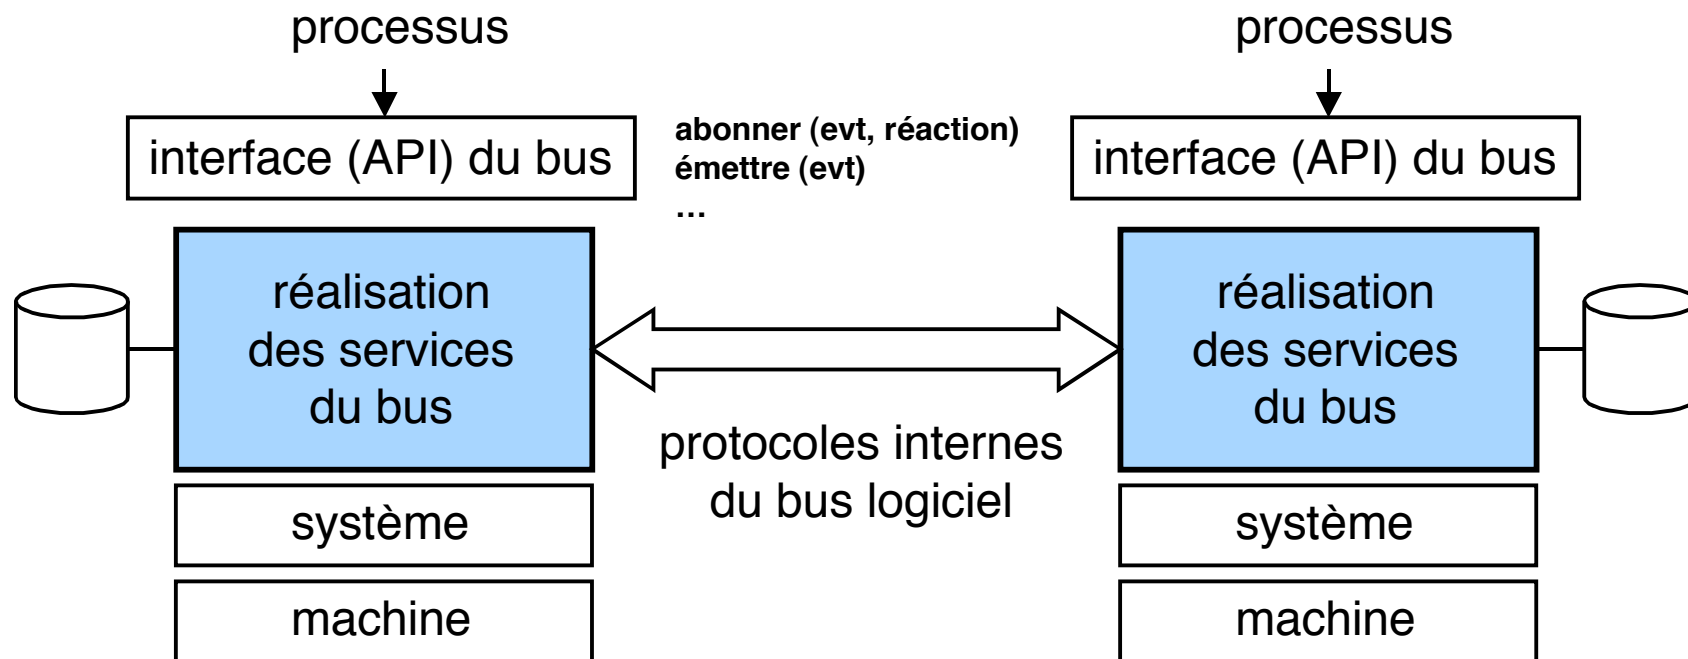 processus
processus
interface (API) du bus
abonner (evt, réaction)
émettre (evt)
...
interface (API) du bus
réalisation
des services
du bus
réalisation
des services
du bus
protocoles internes
du bus logiciel
système
système
machine
machine